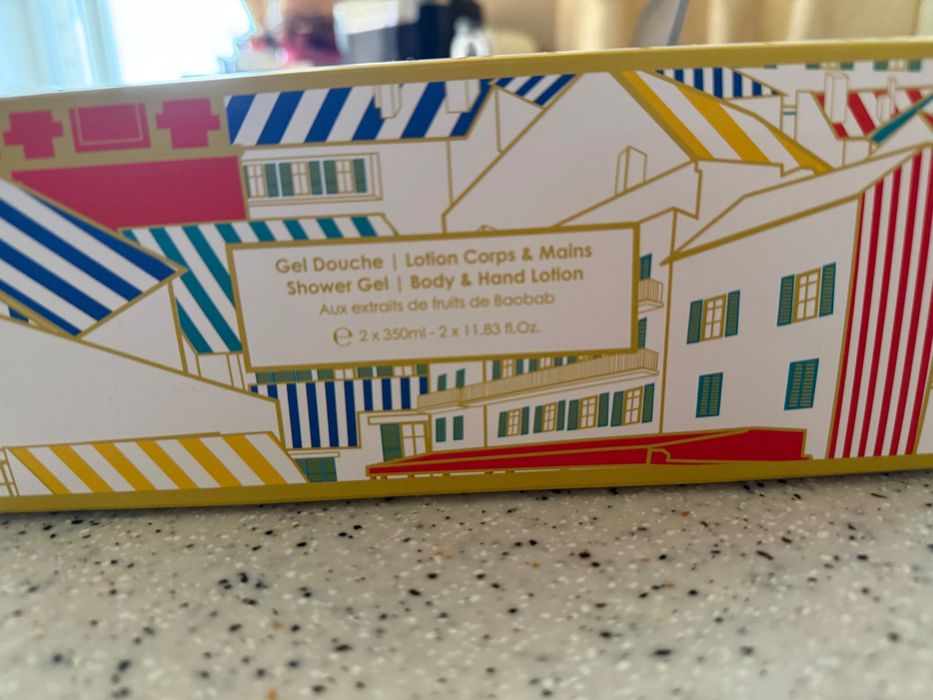 Gel Douche | Lotion Corps & Mains
Shower Gel | Body & Hand Lotion
Aux extraits de fruits de Baobab
℮ 2 x 350ml - 2 x 11,83 fl.Oz.